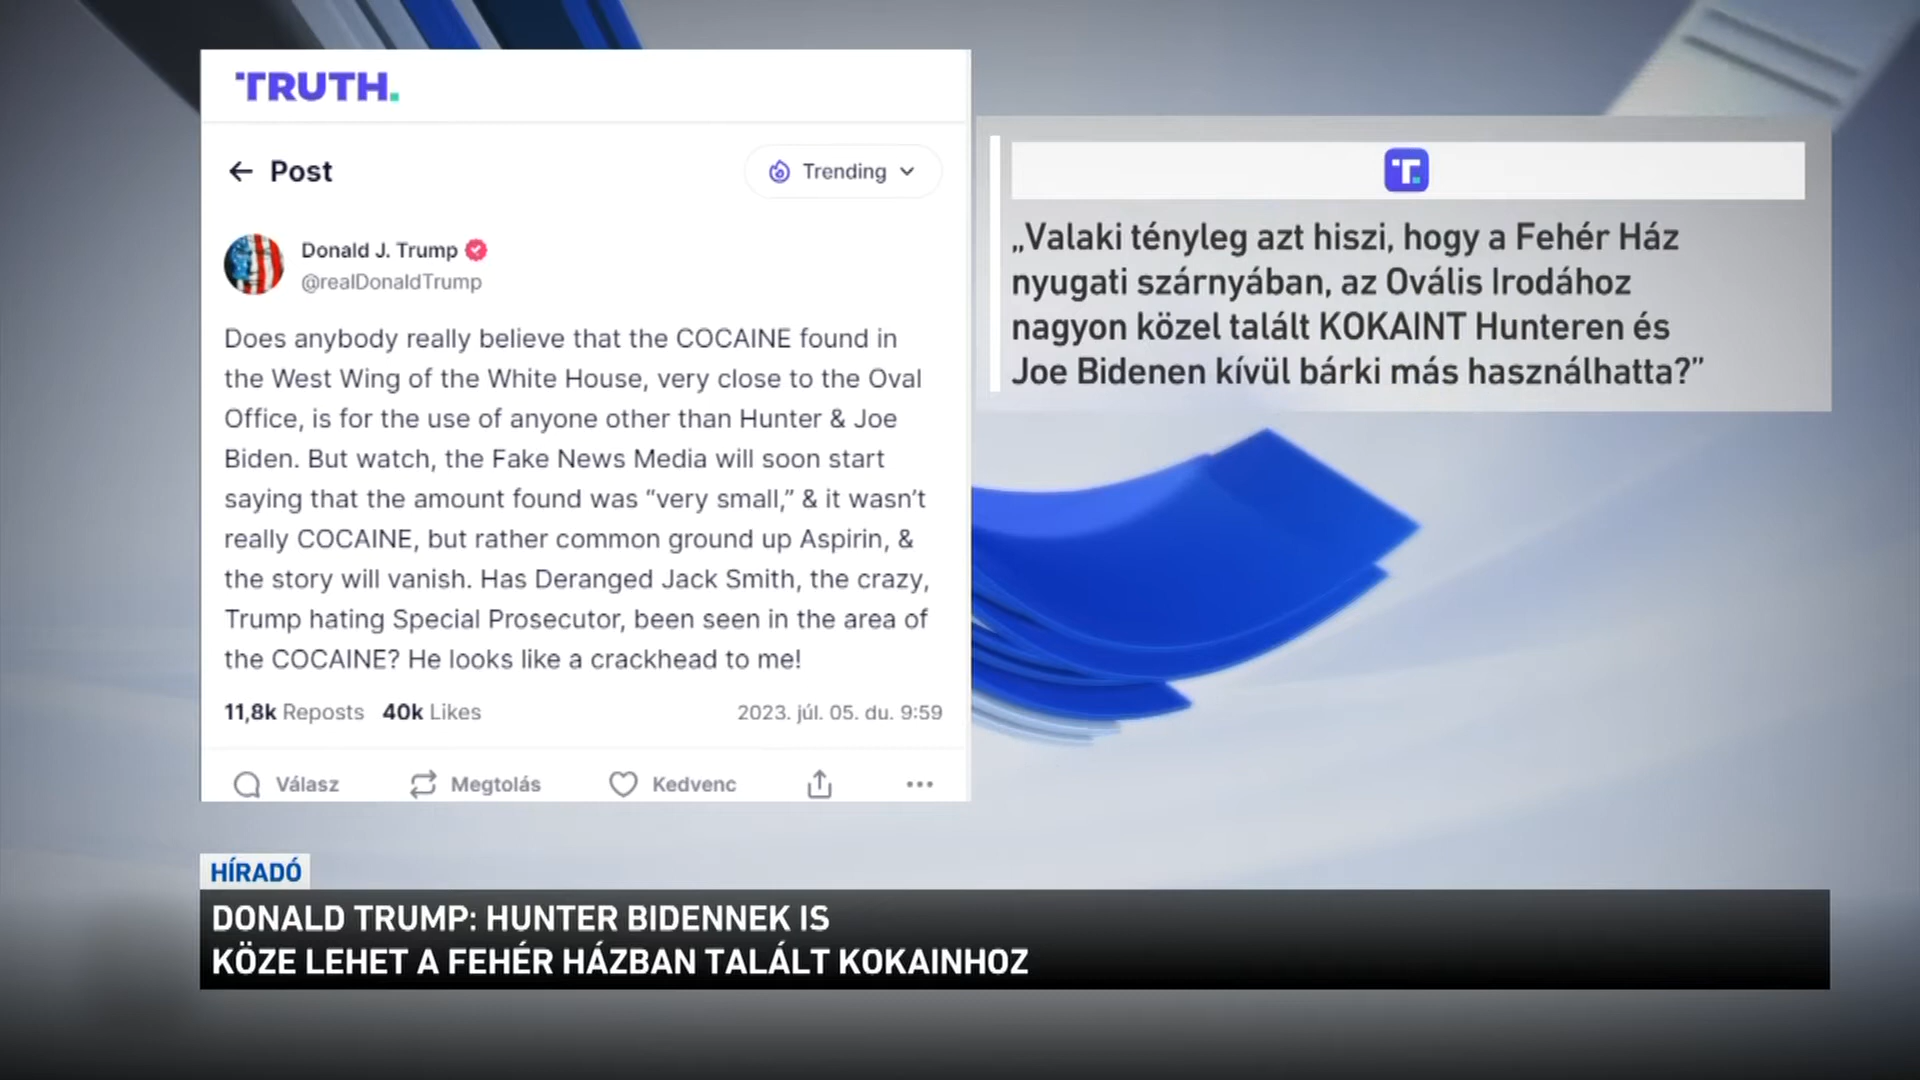 TRUTH.
Post
Trending
Donald J. Trump
@realDonaldTrump
Does anybody really believe that the COCAINE found in
the West Wing of the White House, very close to the Oval
Office, is for the use of anyone other than Hunter & Joe
Biden. But watch, the Fake News Media will soon start
saying that the amount found was “very small,” & it wasn’t
really COCAINE, but rather common ground up Aspirin, &
the story will vanish. Has Deranged Jack Smith, the crazy,
Trump hating Special Prosecutor, been seen in the area of
the COCAINE? He looks like a crackhead to me!
11,8k Reposts 40k Likes 2023. júl. 05. du. 9:59
Válasz Megtolás Kedvenc
T.
„Valaki tényleg azt hiszi, hogy a Fehér Ház
nyugati szárnyában, az Ovális Irodához
nagyon közel talált KOKAINT Hunteren és
Joe Bidenen kívül bárki más használhatta?”
HÍRADÓ
DONALD TRUMP: HUNTER BIDENNEK IS
KÖZE LEHET A FEHÉR HÁZBAN TALÁLT KOKAINHOZ